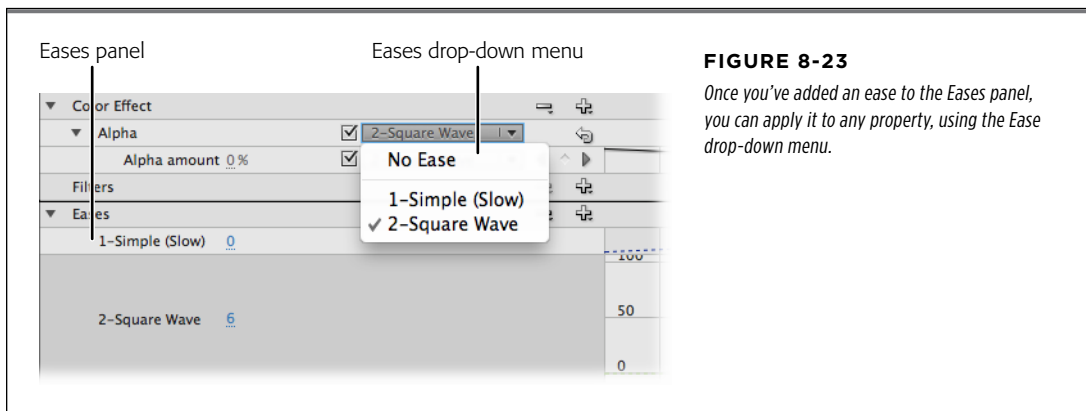 Eases panel
Eases drop-down menu
FIGURE 8-23
Once you've added an ease to the Eases panel,
you can apply it to any property, using the Ease
drop-down menu.
Color Effect
Alpha
2-Square Wave
Alpha amount 0 %
No Ease
1-Simple (Slow)
2-Square Wave
Filters
Eases
1-Simple (Slow) 0
100
2-Square Wave 6
50
0